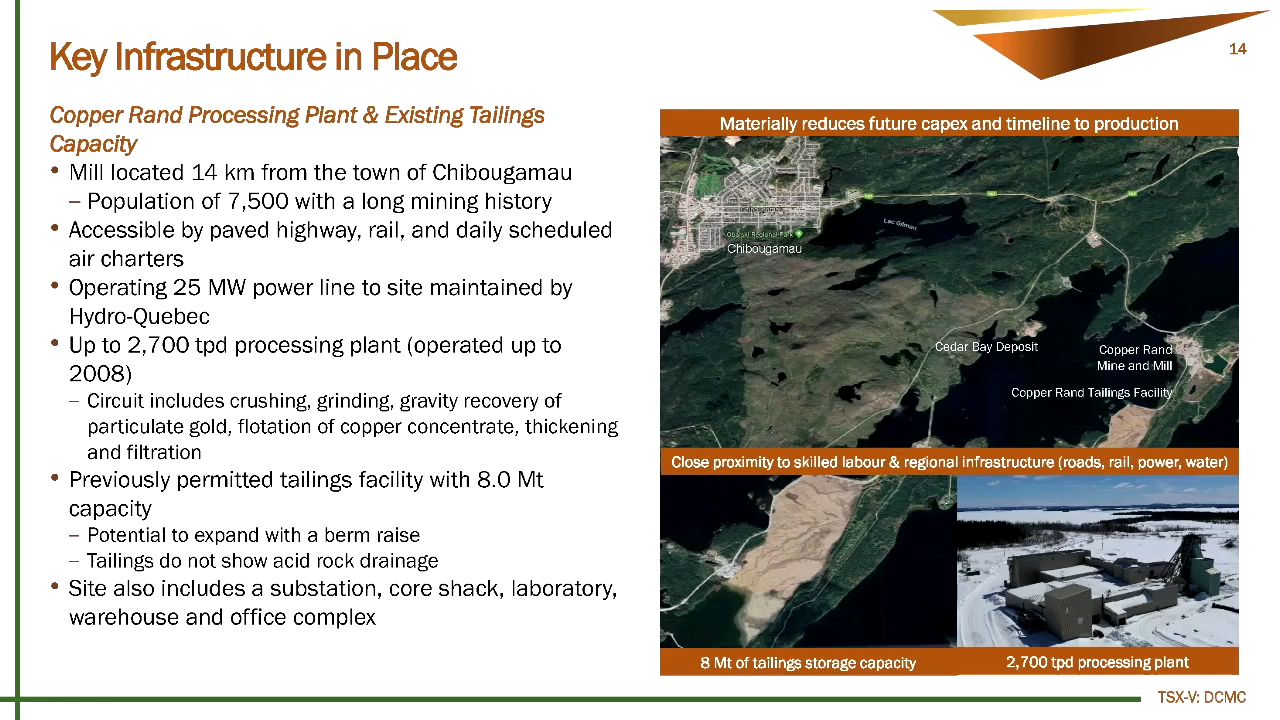 Key Infrastructure in Place
14
Copper Rand Processing Plant & Existing Tailings
Capacity
• Mill located 14 km from the town of Chibougamau
– Population of 7,500 with a long mining history
• Accessible by paved highway, rail, and daily scheduled
air charters
• Operating 25 MW power line to site maintained by
Hydro-Quebec
• Up to 2,700 tpd processing plant (operated up to
2008)
– Circuit includes crushing, grinding, gravity recovery of
particulate gold, flotation of copper concentrate, thickening
and filtration
• Previously permitted tailings facility with 8.0 Mt
capacity
– Potential to expand with a berm raise
– Tailings do not show acid rock drainage
• Site also includes a substation, core shack, laboratory,
warehouse and office complex
Materially reduces future capex and timeline to production
Lac Gilman
Obalski Regional Park
Chibougamau
Cedar Bay Deposit
Copper Rand
Mine and Mill
Copper Rand Tailings Facility
Close proximity to skilled labour & regional infrastructure (roads, rail, power, water)
8 Mt of tailings storage capacity
2,700 tpd processing plant
TSX-V: DCMC